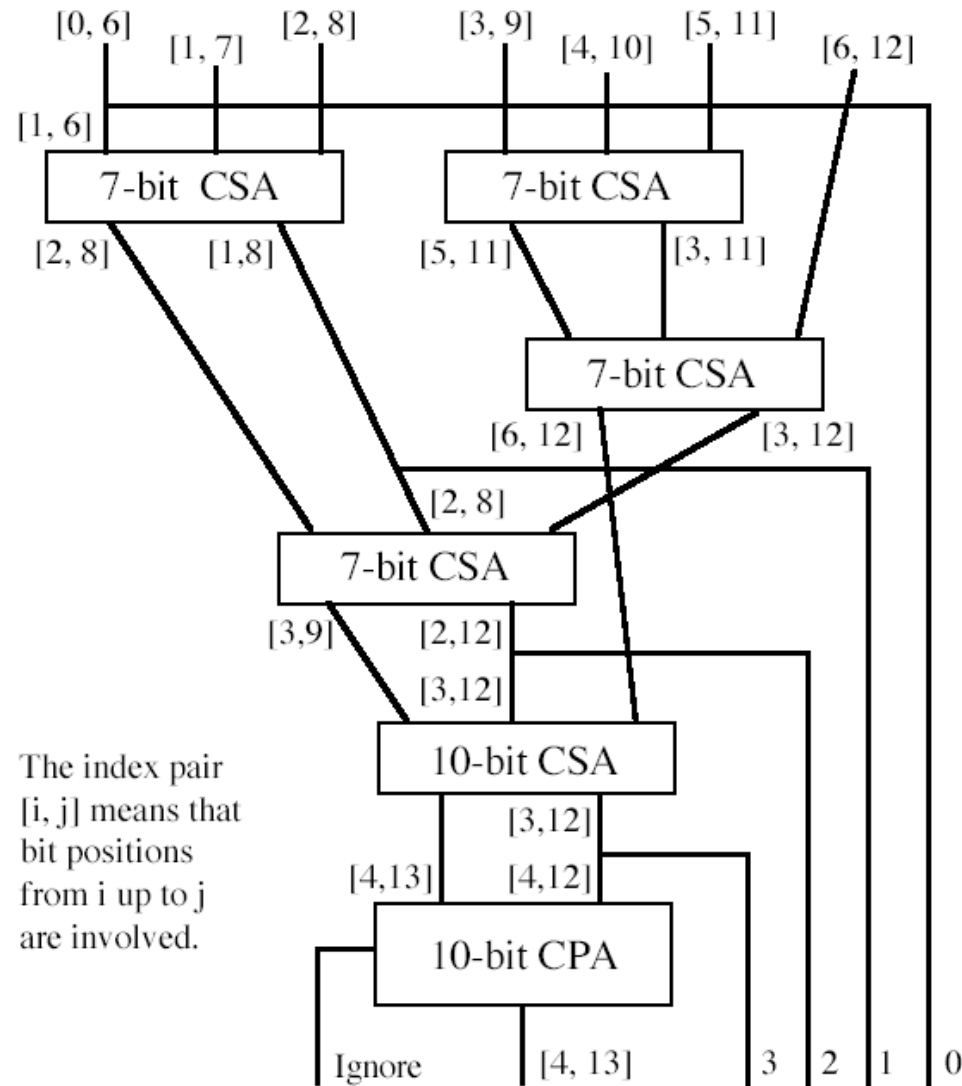 [0, 6]
[1, 7]
[2, 8]
[3, 9]
[4, 10]
[5, 11]
[6, 12]
[1, 6]
7-bit CSA
7-bit CSA
[2, 8]
[1,8]
[5, 11]
[3, 11]
7-bit CSA
[6, 12]
[3, 12]
[2, 8]
7-bit CSA
[3,9]
[2,12]
[3,12]
10-bit CSA
The index pair
[i, j] means that
bit positions
from i up to j
are involved.
[3,12]
[4,13]
[4,12]
10-bit CPA
Ignore
[4, 13]
3
2
1
0